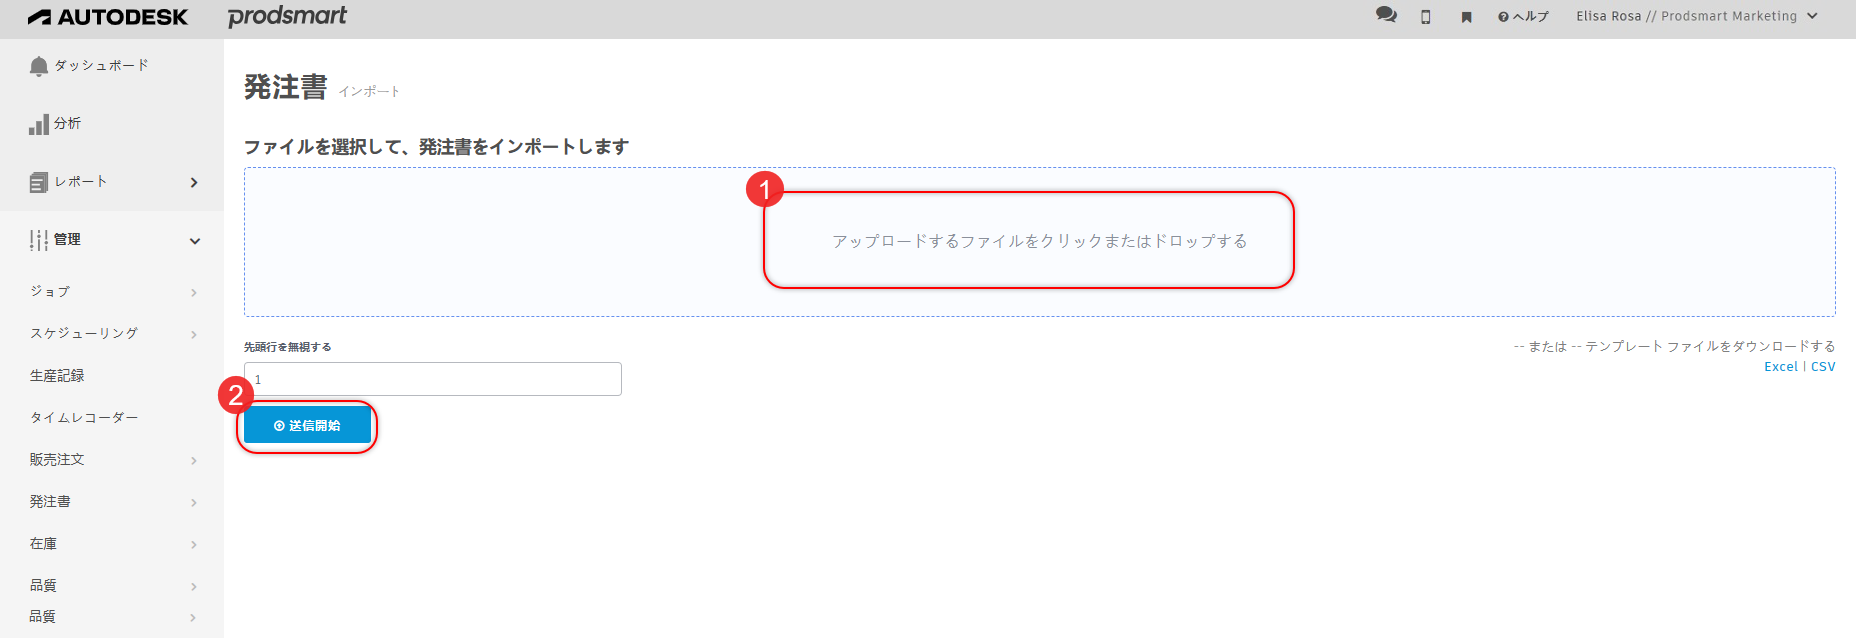 AUTODESK
prodsmart
ヘルプ
Elisa Rosa // Prodsmart Marketing
ダッシュボード
分析
レポート
管理
ジョブ
スケジューリング
生産記録
タイムレコーダー
販売注文
発注書
在庫
品質
品質
発注書 インポート
ファイルを選択して、発注書をインポートします
1
アップロードするファイルをクリックまたはドロップする
先頭行を無視する
1
-- または -- テンプレート ファイルをダウンロードする
Excel | CSV
2
送信開始